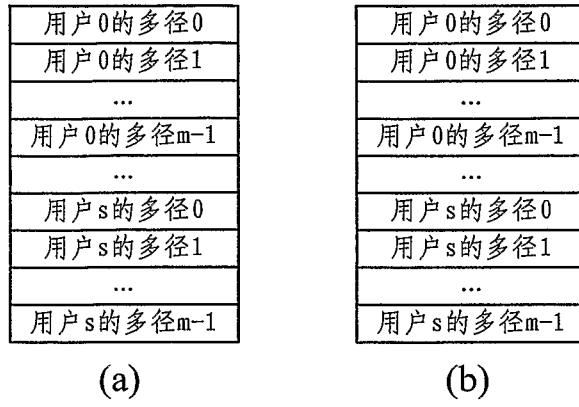 用户0的多径0
用户0的多径1
…
用户0的多径m-1
…
用户s的多径0
用户s的多径1
…
用户s的多径m-1
(a)
用户0的多径0
用户0的多径1
…
用户0的多径m-1
…
用户s的多径0
用户s的多径1
…
用户s的多径m-1
(b)